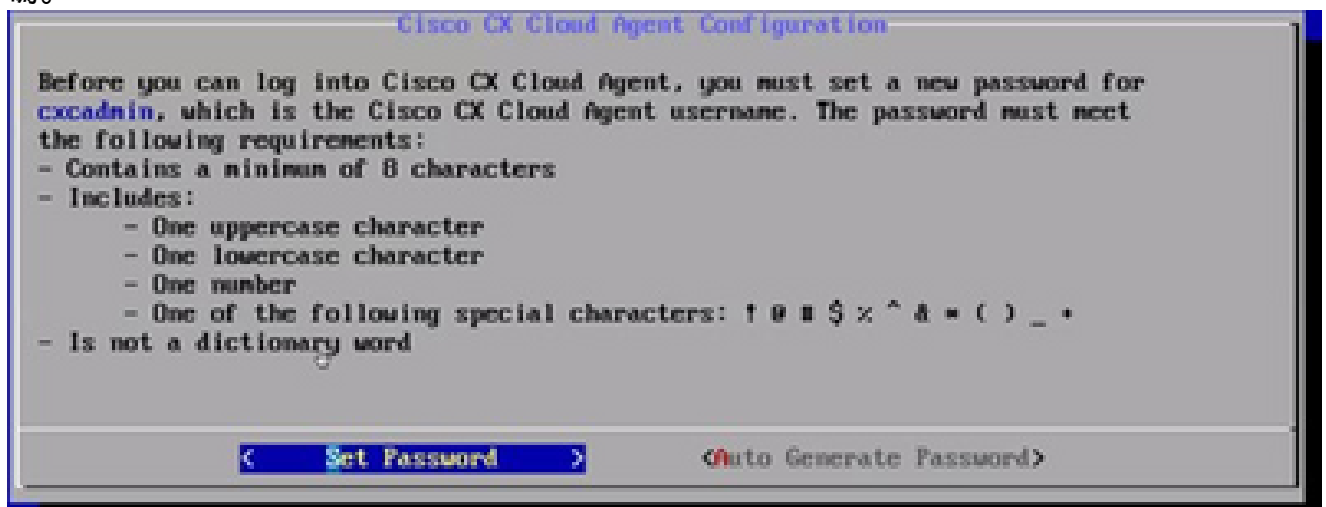 Cisco CX Cloud Agent Configuration
Before you can log into Cisco CX Cloud Agent, you must set a new password for
cxcadmin, which is the Cisco CX Cloud Agent username. The password must meet
the following requirements:
- Contains a minimum of 8 characters
- Includes:
- One uppercase character
- One lowercase character
- One number
- One of the following special characters: ! @ # $ % ^ & * ( ) _ +
- Is not a dictionary word
< Set Password > <Auto Generate Password>